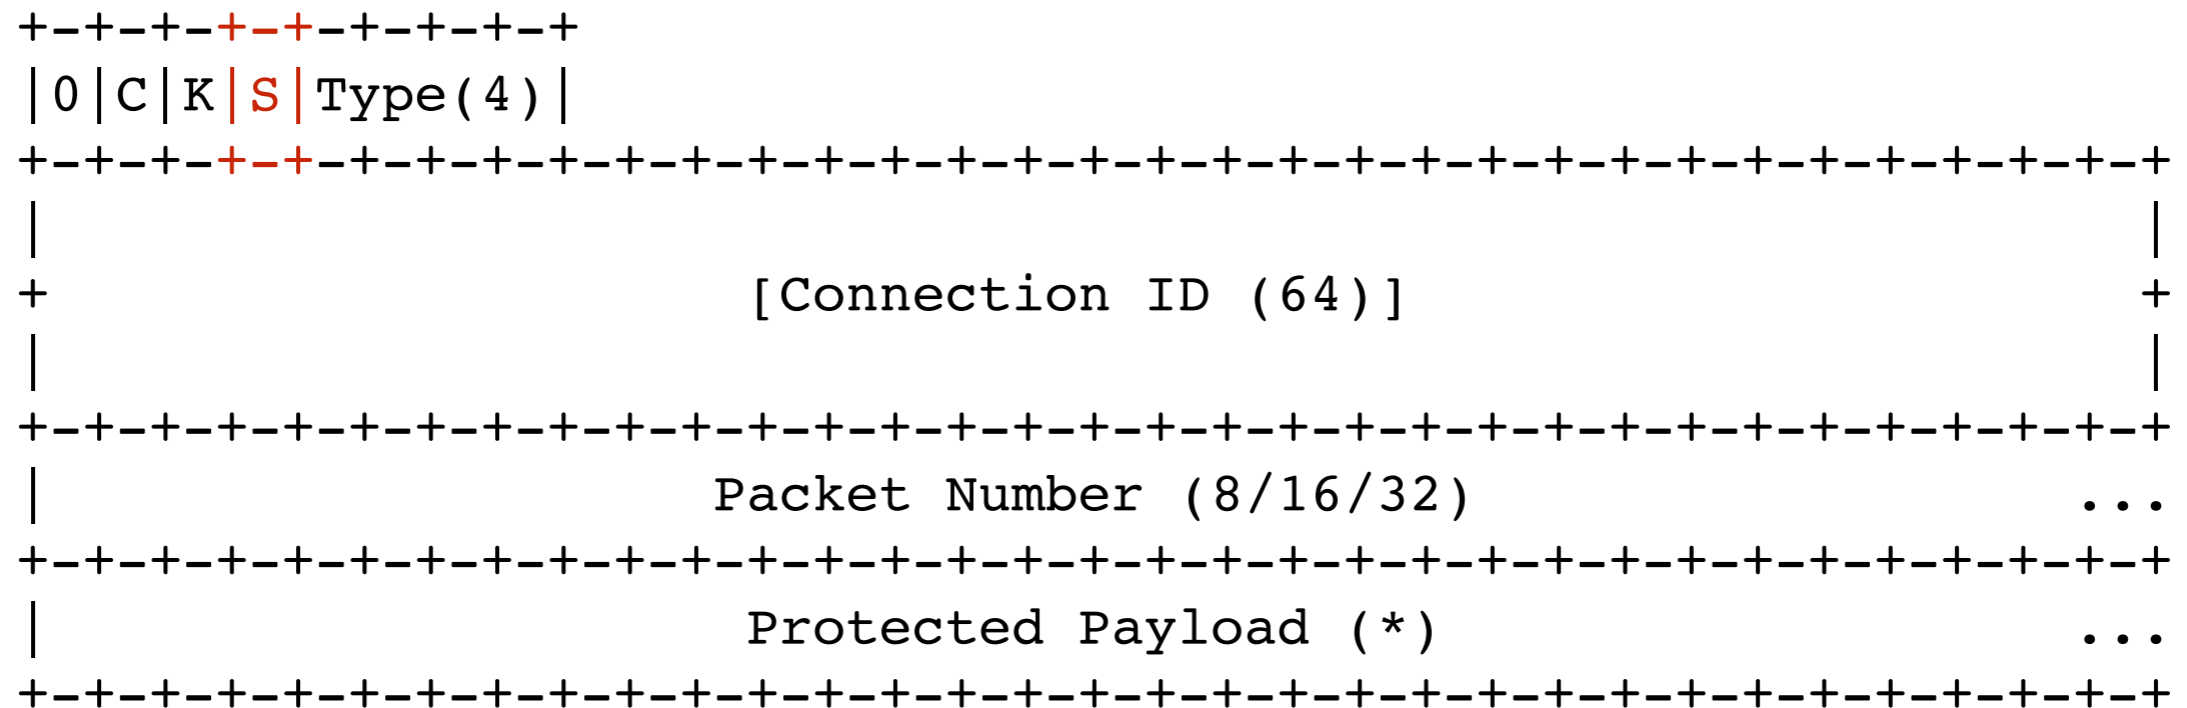 +-+-+-+-+-+-+-+-+
|0|C|K|S|Type(4)|
+-+-+-+-+-+-+-+-+-+-+-+-+-+-+-+-+-+-+-+-+-+-+-+-+-+-+-+-+-+-+-+-+
|                                                               |
+                     [Connection ID (64)]                      +
|                                                               |
+-+-+-+-+-+-+-+-+-+-+-+-+-+-+-+-+-+-+-+-+-+-+-+-+-+-+-+-+-+-+-+-+
|                    Packet Number (8/16/32)                  ...
+-+-+-+-+-+-+-+-+-+-+-+-+-+-+-+-+-+-+-+-+-+-+-+-+-+-+-+-+-+-+-+-+
|                     Protected Payload (*)                   ...
+-+-+-+-+-+-+-+-+-+-+-+-+-+-+-+-+-+-+-+-+-+-+-+-+-+-+-+-+-+-+-+-+